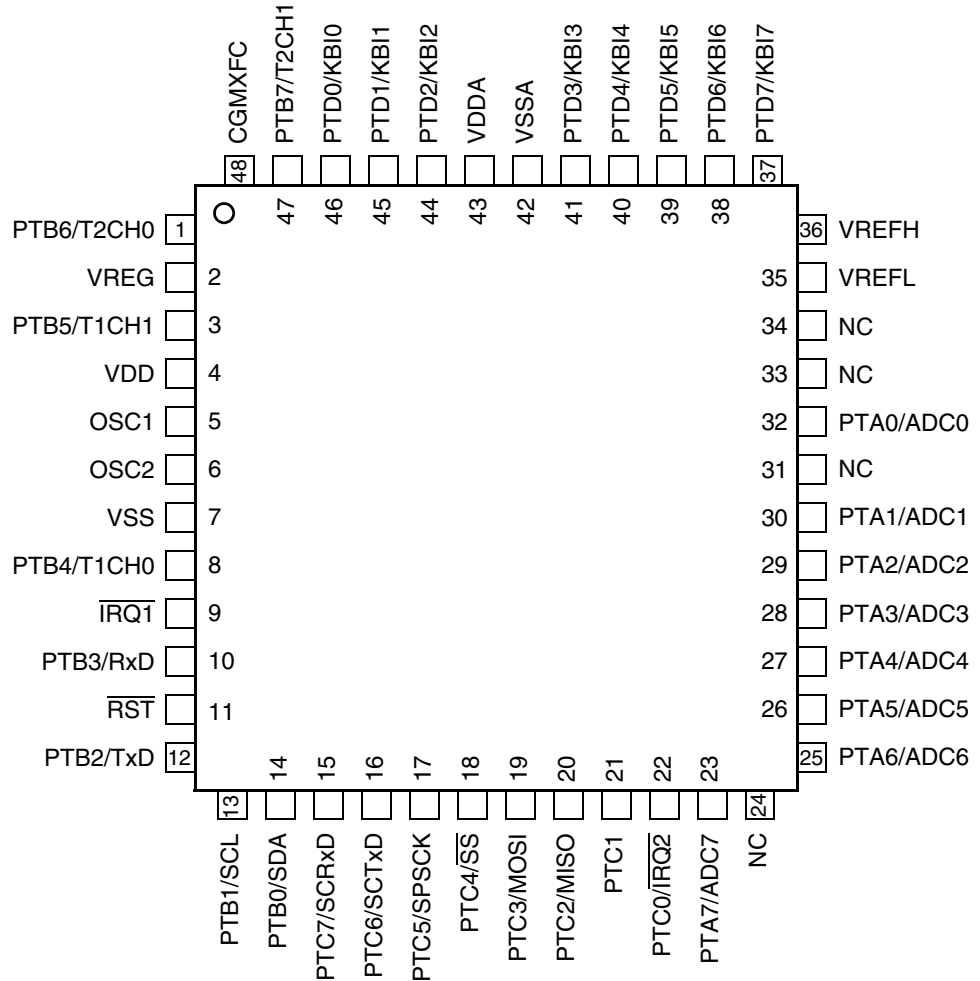 CGMXFC
PTB7/T2CH1
PTD0/KBI0
PTD1/KBI1
PTD2/KBI2
VDDA
VSSA
PTD3/KBI3
PTD4/KBI4
PTD5/KBI5
PTD6/KBI6
PTD7/KBI7
48
47
46
45
44
43
42
41
40
39
38
37
PTB6/T2CH0 1
VREG 2
PTB5/T1CH1 3
VDD 4
OSC1 5
OSC2 6
VSS 7
PTB4/T1CH0 8
I̅R̅Q̅1̅ 9
PTB3/RxD 10
R̅S̅T̅ 11
PTB2/TxD 12
36 VREFH
35 VREFL
34 NC
33 NC
32 PTA0/ADC0
31 NC
30 PTA1/ADC1
29 PTA2/ADC2
28 PTA3/ADC3
27 PTA4/ADC4
26 PTA5/ADC5
25 PTA6/ADC6
13
14
15
16
17
18
19
20
21
22
23
24
PTB1/SCL
PTB0/SDA
PTC7/SCRxD
PTC6/SCTxD
PTC5/SPSCK
PTC4/S̅S̅
PTC3/MOSI
PTC2/MISO
PTC1
PTC0/I̅R̅Q̅2̅
PTA7/ADC7
NC